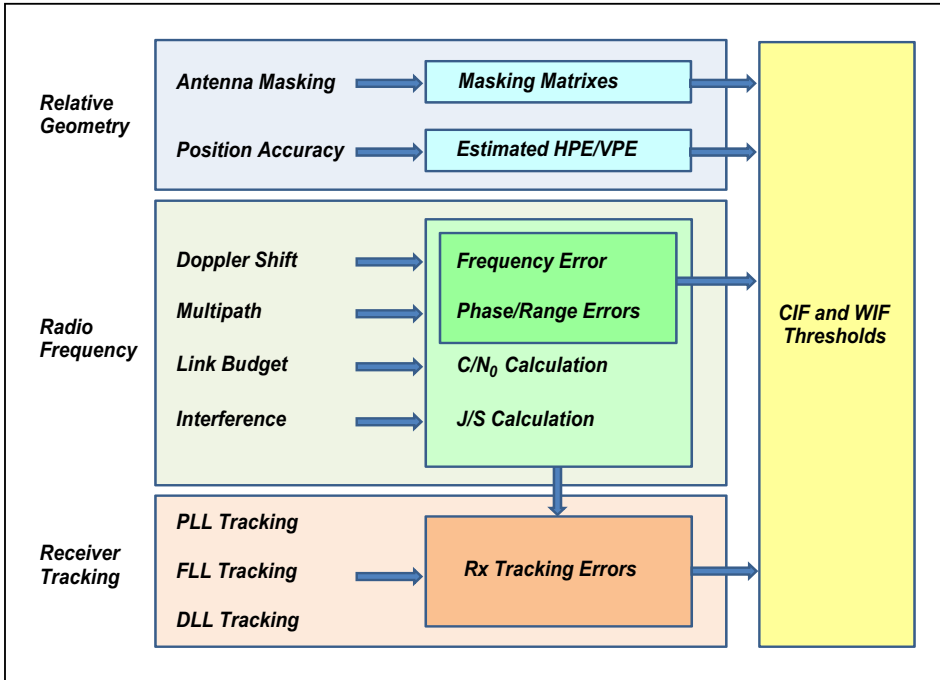 Relative
Geometry
Antenna Masking
Masking Matrixes
Position Accuracy
Estimated HPE/VPE
Radio
Frequency
Doppler Shift
Frequency Error
Multipath
Phase/Range Errors
Link Budget
C/N₀ Calculation
Interference
J/S Calculation
Receiver
Tracking
PLL Tracking
FLL Tracking
DLL Tracking
Rx Tracking Errors
CIF and WIF
Thresholds